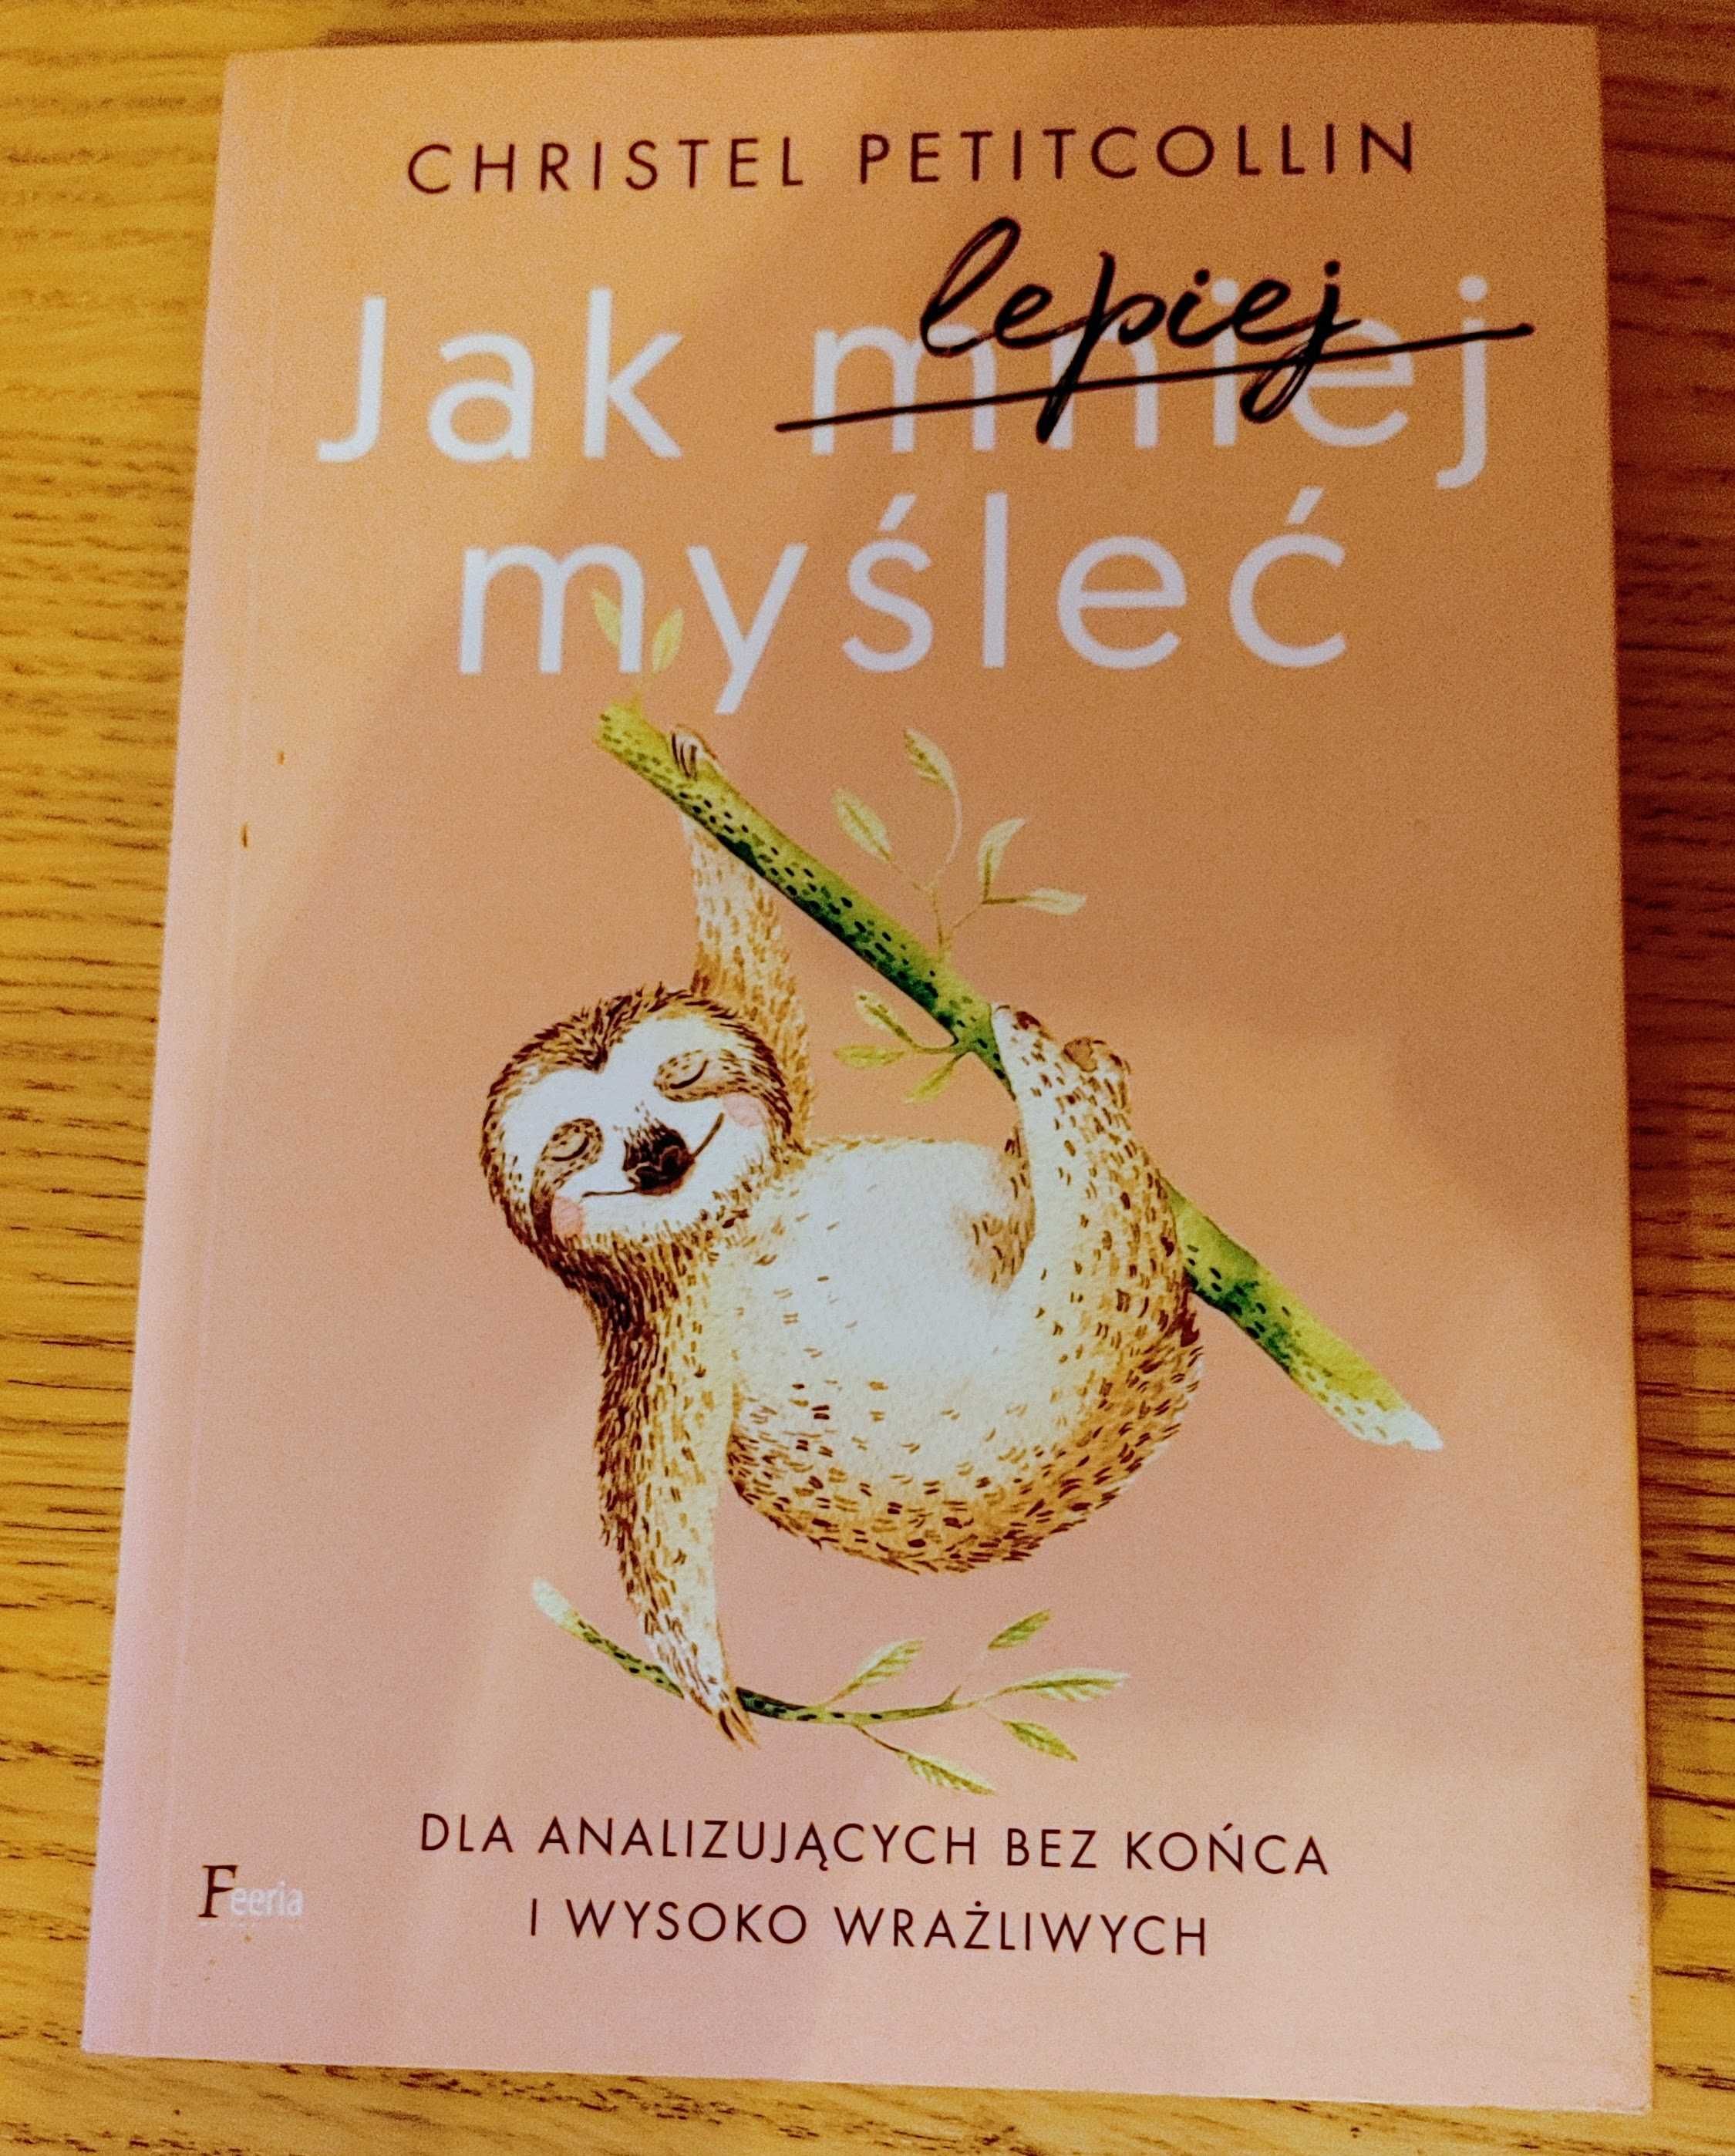 CHRISTEL PETITCOLLIN
lepiej
Jak mniej
myśleć
DLA ANALIZUJĄCYCH BEZ KOŃCA
I WYSOKO WRAŻLIWYCH
Feeria